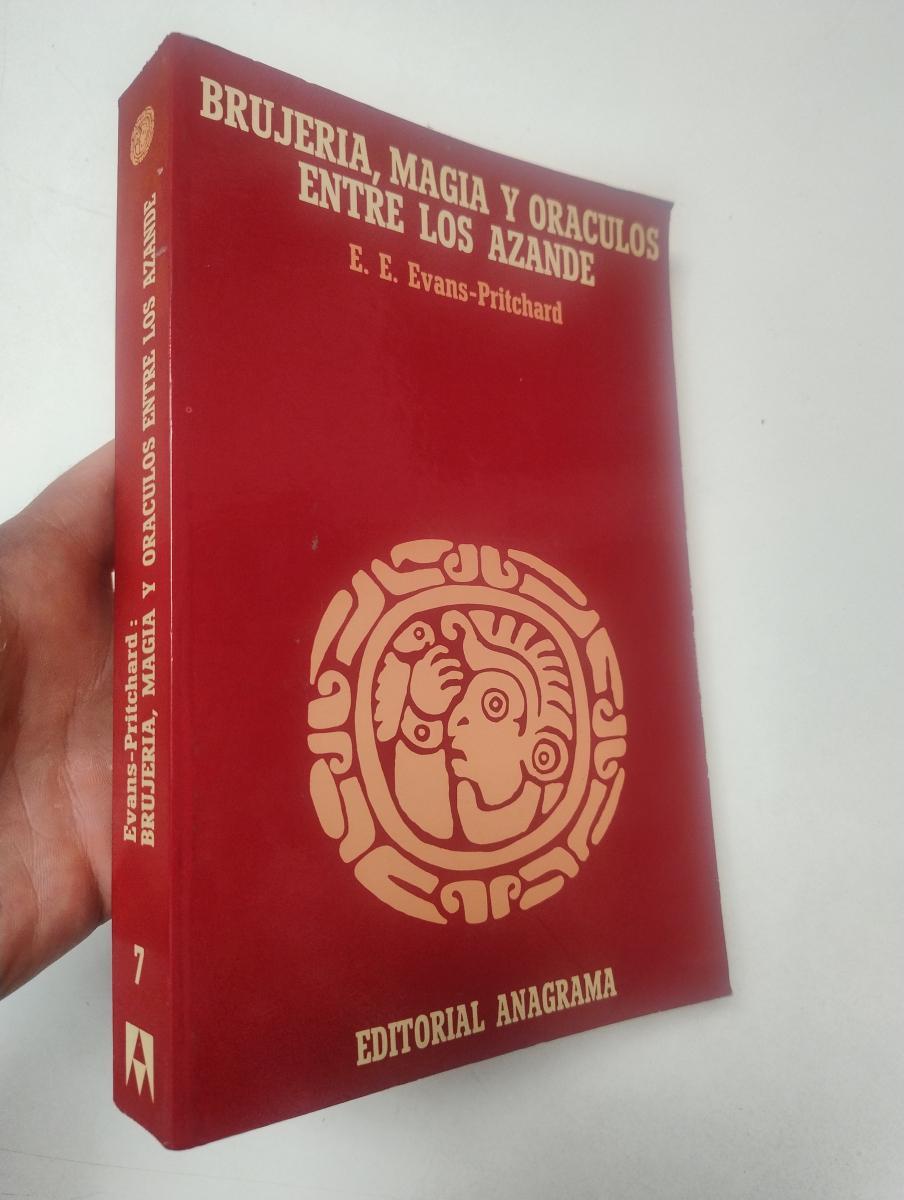 BRUJERIA, MAGIA Y ORACULOS
ENTRE LOS AZANDE
E. E. Evans-Pritchard
EDITORIAL ANAGRAMA
Evans-Pritchard:
BRUJERIA, MAGIA Y ORACULOS ENTRE LOS AZANDE
7